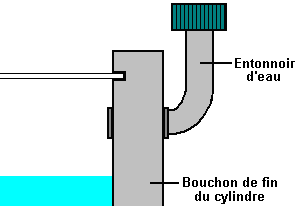 Entonnoir
d'eau
Bouchon de fin
du cylindre